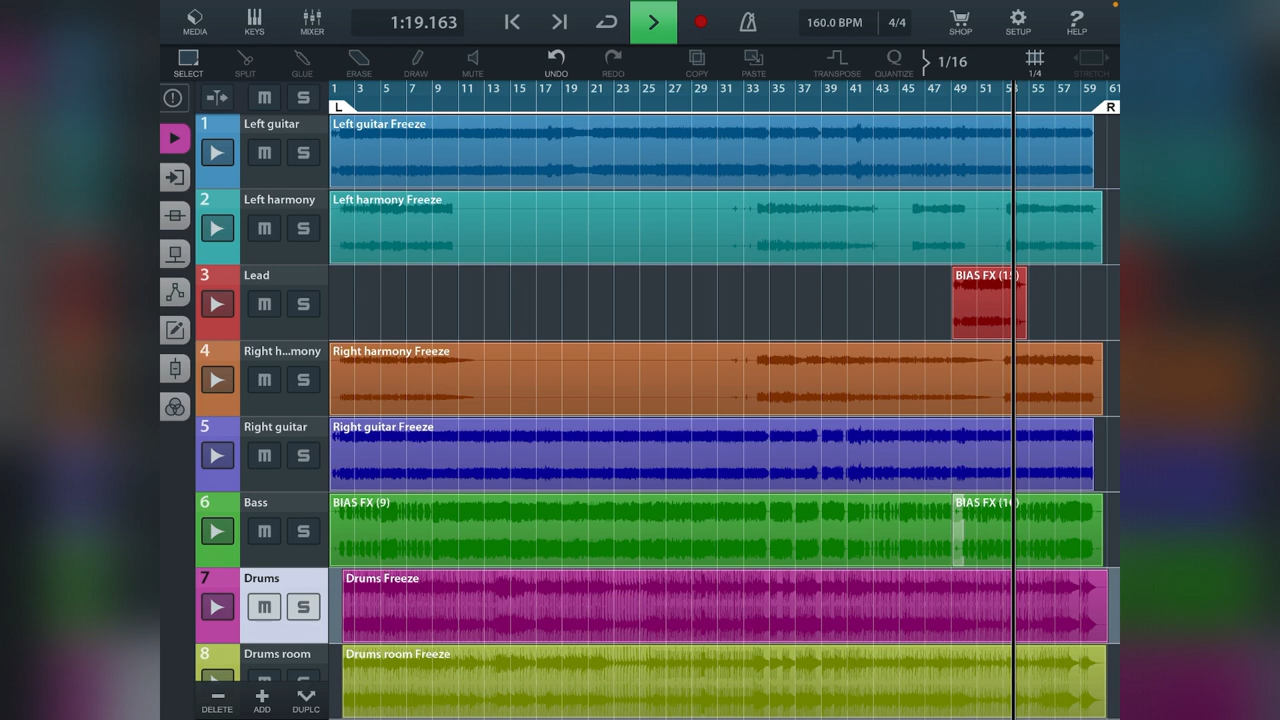 MEDIA KEYS MIXER 1:19.163 160.0 BPM 4/4 SHOP SETUP HELP
SELECT SPLIT GLUE ERASE DRAW MUTE UNDO REDO COPY PASTE TRANSPOSE QUANTIZE 1/16 1/4 STRETCH
M S 1 3 5 7 9 11 13 15 17 19 21 23 25 27 29 31 33 35 37 39 41 43 45 47 49 51 53 55 57 59 61
L R
1 Left guitar Left guitar Freeze
M S
2 Left harmony Left harmony Freeze
M S
3 Lead BIAS FX (15)
M S
4 Right h...mony Right harmony Freeze
M S
5 Right guitar Right guitar Freeze
M S
6 Bass BIAS FX (9) BIAS FX
M S
7 Drums Drums Freeze
M S
8 Drums room Drums room Freeze
M S
DELETE ADD DUPLC